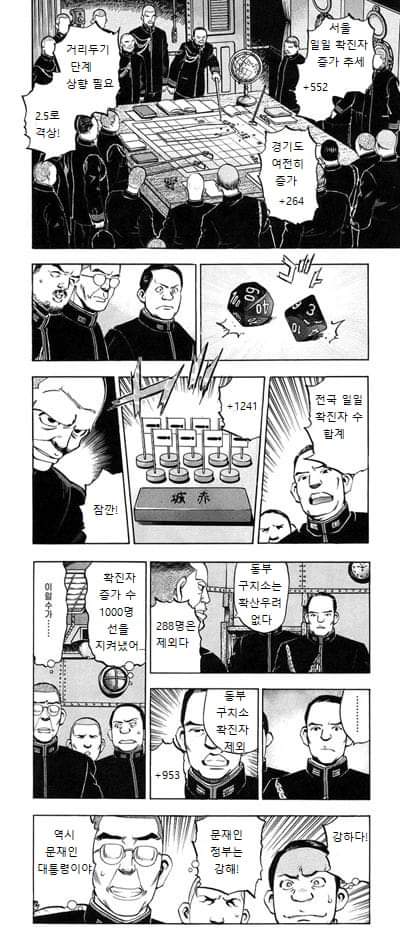 서울
일일 확진자
증가 추세
+552
거리두기
단계
상향 필요
2.5로
격상!
경기도
여전히
증가
+264
60
40
3
10
전국 일일
확진자 수
합계
+1241
赤城
잠깐!
동부
구치소는
확산우려
없다
288명은
제외다
확진자
증가 수
1000명
선을
지켜냈어...
이럴수가......
………
동부
구치소
확진자
제외
+953
강하다!
문재인
정부는
강해!
역시
문재인
대통령이야